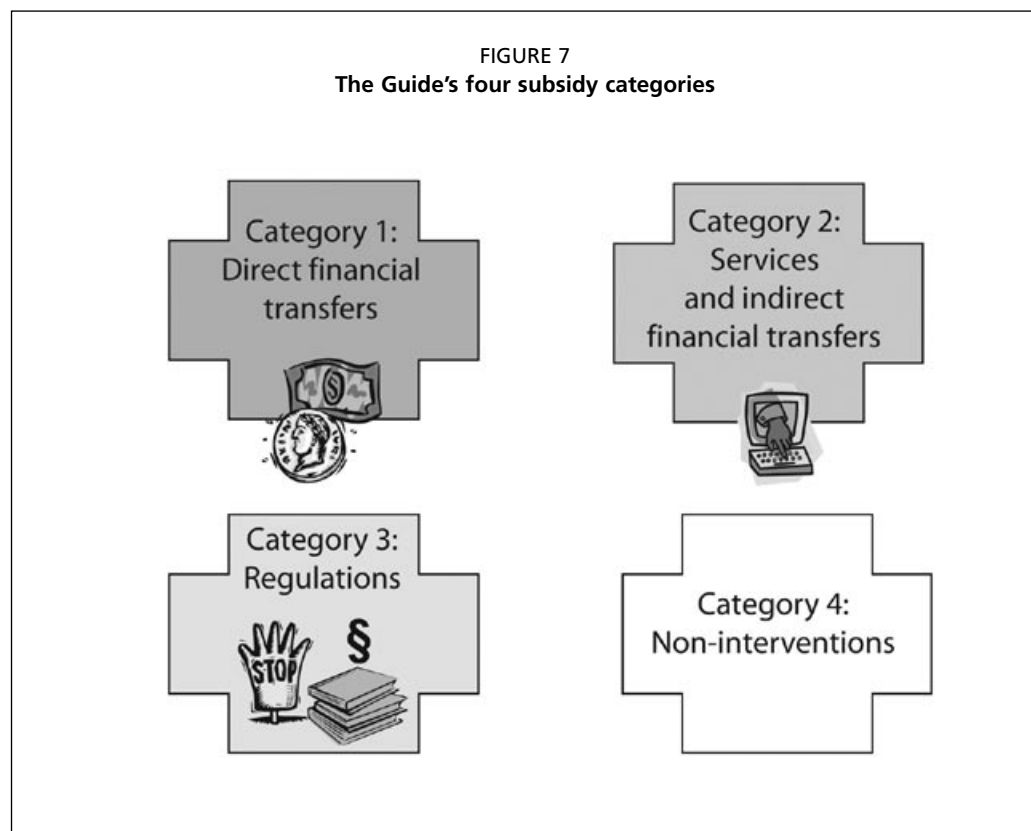 FIGURE 7
The Guide's four subsidy categories
Category 1:
Direct financial
transfers
Category 2:
Services
and indirect
financial transfers
Category 3:
Regulations
STOP
§
Category 4:
Non-interventions